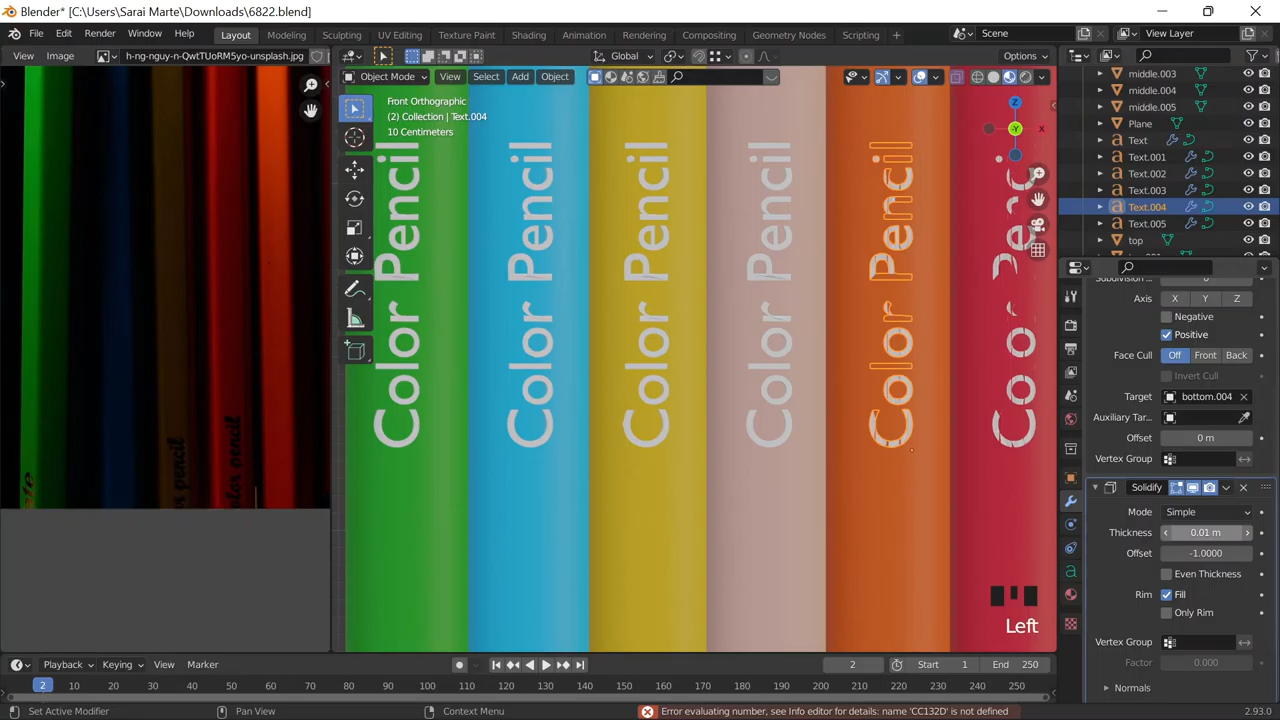 Blender* [C:\Users\Sarai Marte\Downloads\6822.blend]
File Edit Render Window Help Layout Modeling Sculpting UV Editing Texture Paint Shading Animation Rendering Compositing Geometry Nodes Scripting + Scene View Layer
View Image h-ng-nguy-n-QwtTUoRM5yo-unsplash.jpg Global Options
Object Mode View Select Add Object
Front Orthographic
(2) Collection | Text.004
10 Centimeters
Z
-Y
X
Color Pencil
Color Pencil
Color Pencil
Color Pencil
Color Pencil
Color Pencil
color pencil
Left
middle.003
middle.004
middle.005
Plane
Text
Text.001
Text.002
Text.003
Text.004
Text.005
top
Axis X Y Z
Negative
Positive
Face Cull Off Front Back
Invert Cull
Target bottom.004
Auxiliary Tar...
Offset 0 m
Vertex Group
Solidify
Mode Simple
Thickness 0.01 m
Offset -1.0000
Even Thickness
Rim Fill
Only Rim
Vertex Group
Factor 0.000
Normals
Playback Keying View Marker 2 Start 1 End 250
2 10 20 30 40 50 60 70 80 90 100 110 120 130 140 150 160 170 180 190 200 210 220 230 240 250
Set Active Modifier Pan View Context Menu Error evaluating number, see Info editor for details: name 'CC132D' is not defined 2.93.0